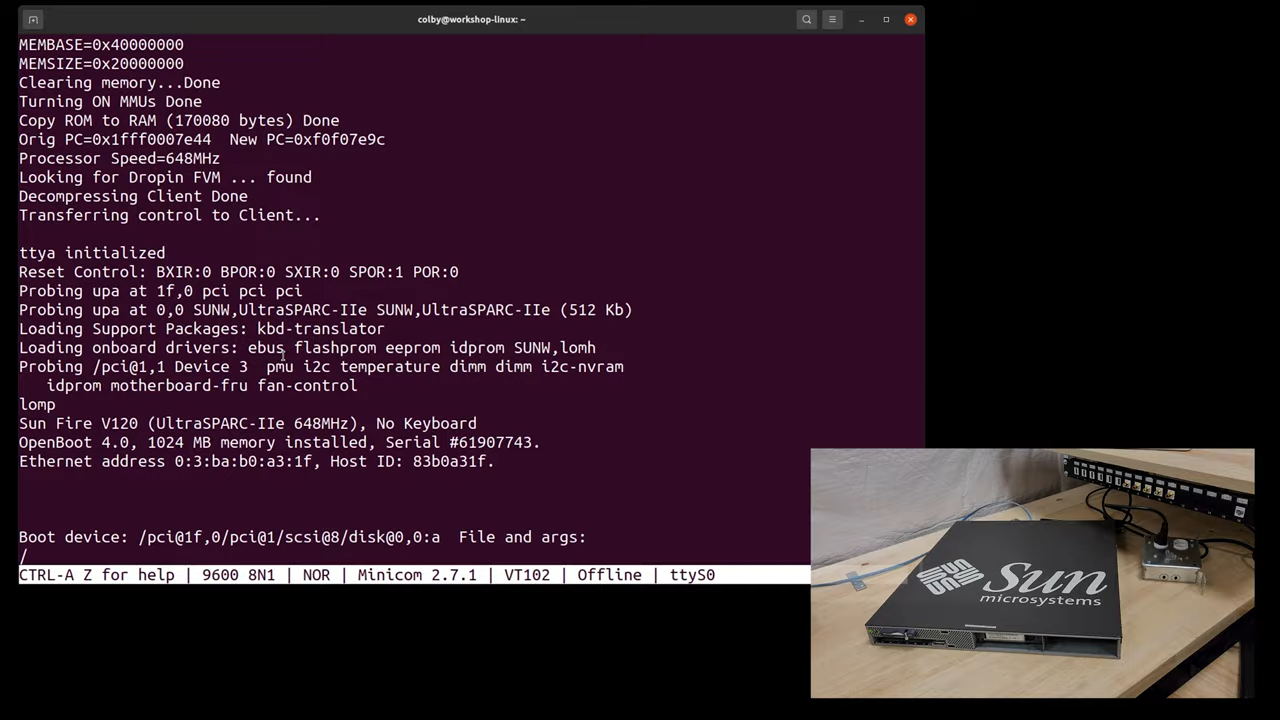 colby@workshop-linux: ~
MEMBASE=0x40000000
MEMSIZE=0x20000000
Clearing memory...Done
Turning ON MMUs Done
Copy ROM to RAM (170080 bytes) Done
Orig PC=0x1fff0007e44  New PC=0xf0f07e9c
Processor Speed=648MHz
Looking for Dropin FVM ... found
Decompressing Client Done
Transferring control to Client...
ttya initialized
Reset Control: BXIR:0 BPOR:0 SXIR:0 SPOR:1 POR:0
Probing upa at 1f,0 pci pci pci
Probing upa at 0,0 SUNW,UltraSPARC-IIe SUNW,UltraSPARC-IIe (512 Kb)
Loading Support Packages: kbd-translator
Loading onboard drivers: ebus flashprom eeprom idprom SUNW,lomh
Probing /pci@1,1 Device 3  pmu i2c temperature dimm dimm i2c-nvram
idprom motherboard-fru fan-control
lomp
Sun Fire V120 (UltraSPARC-IIe 648MHz), No Keyboard
OpenBoot 4.0, 1024 MB memory installed, Serial #61907743.
Ethernet address 0:3:ba:b0:a3:1f, Host ID: 83b0a31f.
Boot device: /pci@1f,0/pci@1/scsi@8/disk@0,0:a  File and args:
/
CTRL-A Z for help | 9600 8N1 | NOR | Minicom 2.7.1 | VT102 | Offline | ttyS0
Sun
microsystems